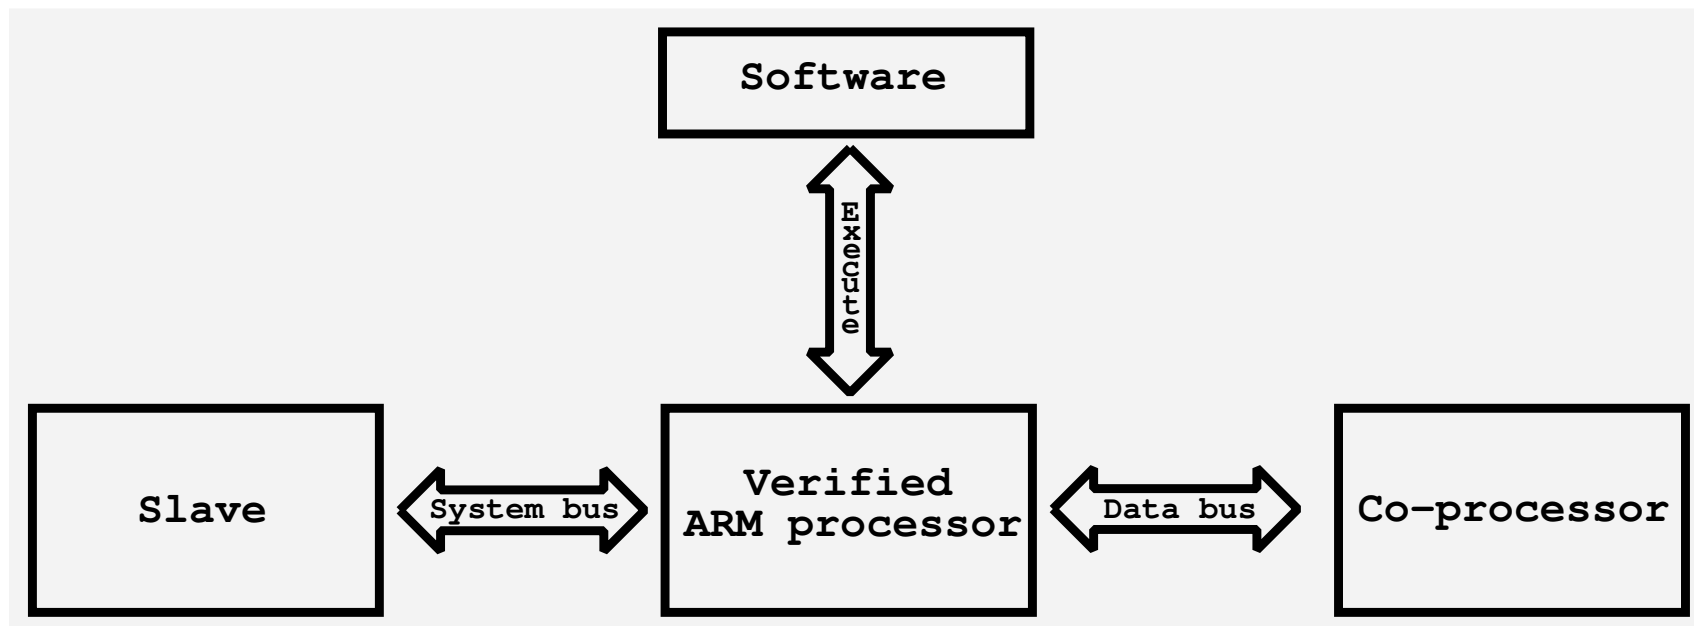 Software
Execute
Slave
System bus
Verified
ARM processor
Data bus
Co-processor